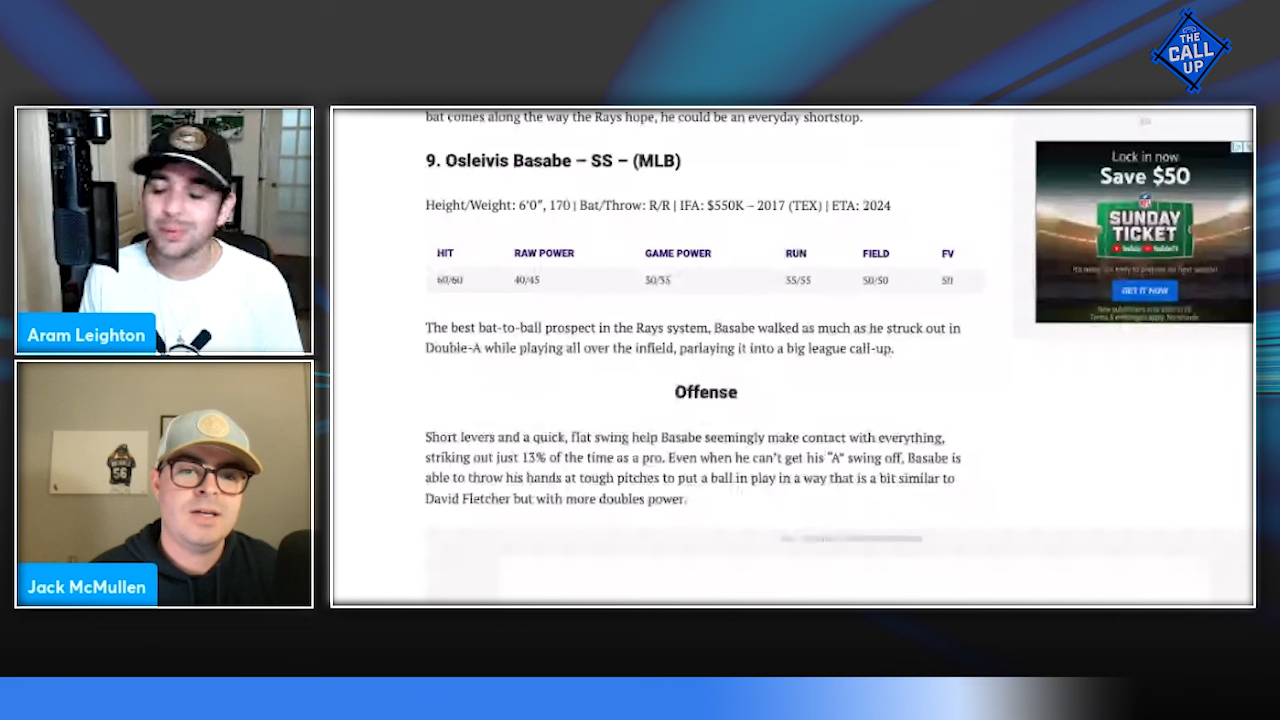 THE
CALL
UP
bat comes along the way the Rays hope, he could be an everyday shortstop.
9. Osleivis Basabe – SS – (MLB)
Height/Weight: 6'0", 170 | Bat/Throw: R/R | IFA: $550K – 2017 (TEX) | ETA: 2024
HIT RAW POWER GAME POWER RUN FIELD FV
60/60 40/45 50/55 55/55 50/50 50
The best bat-to-ball prospect in the Rays system, Basabe walked as much as he struck out in
Double-A while playing all over the infield, parlaying it into a big league call-up.
Offense
Short levers and a quick, flat swing help Basabe seemingly make contact with everything,
striking out just 13% of the time as a pro. Even when he can't get his "A" swing off, Basabe is
able to throw his hands at tough pitches to put a ball in play in a way that is a bit similar to
David Fletcher but with more doubles power.
Lock in now
Save $50
NFL
SUNDAY
TICKET
YouTube YouTubeTV
GET IT NOW
Aram Leighton
56
Jack McMullen